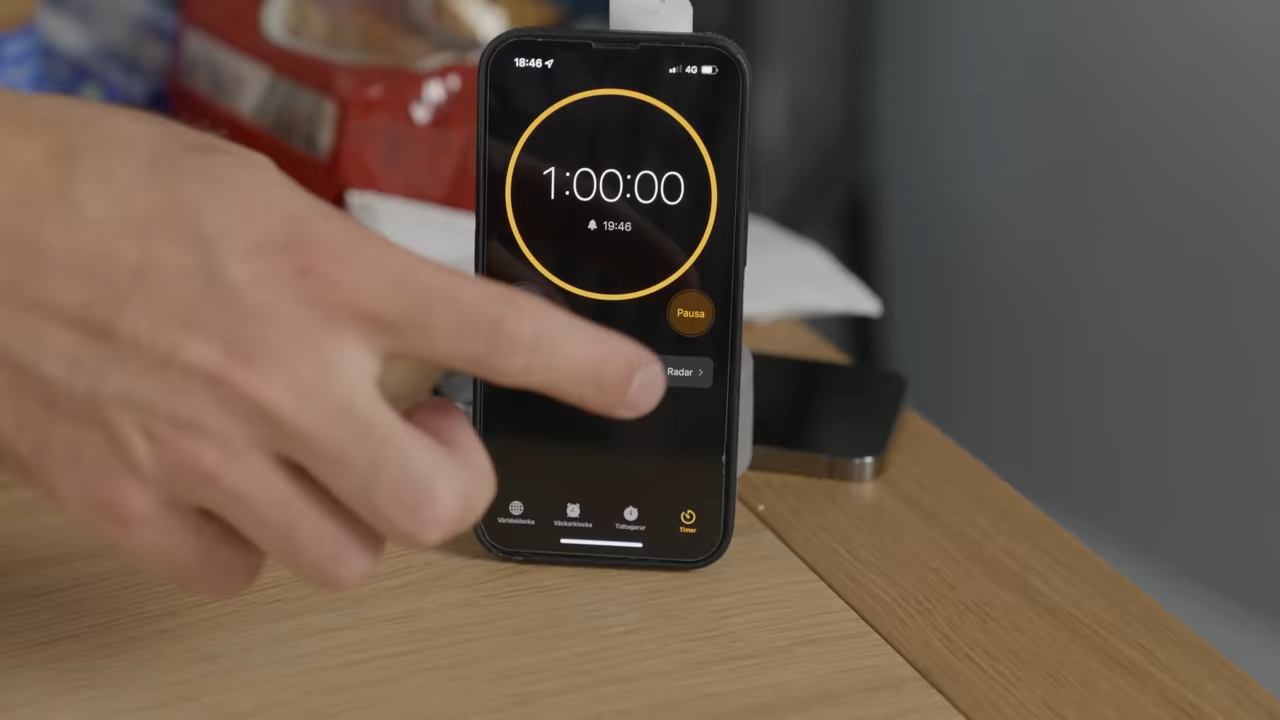 18:46
4G
1:00:00
19:46
Pausa
Radar
Världsklocka
Väckarklocka
Tidtagarur
Timer